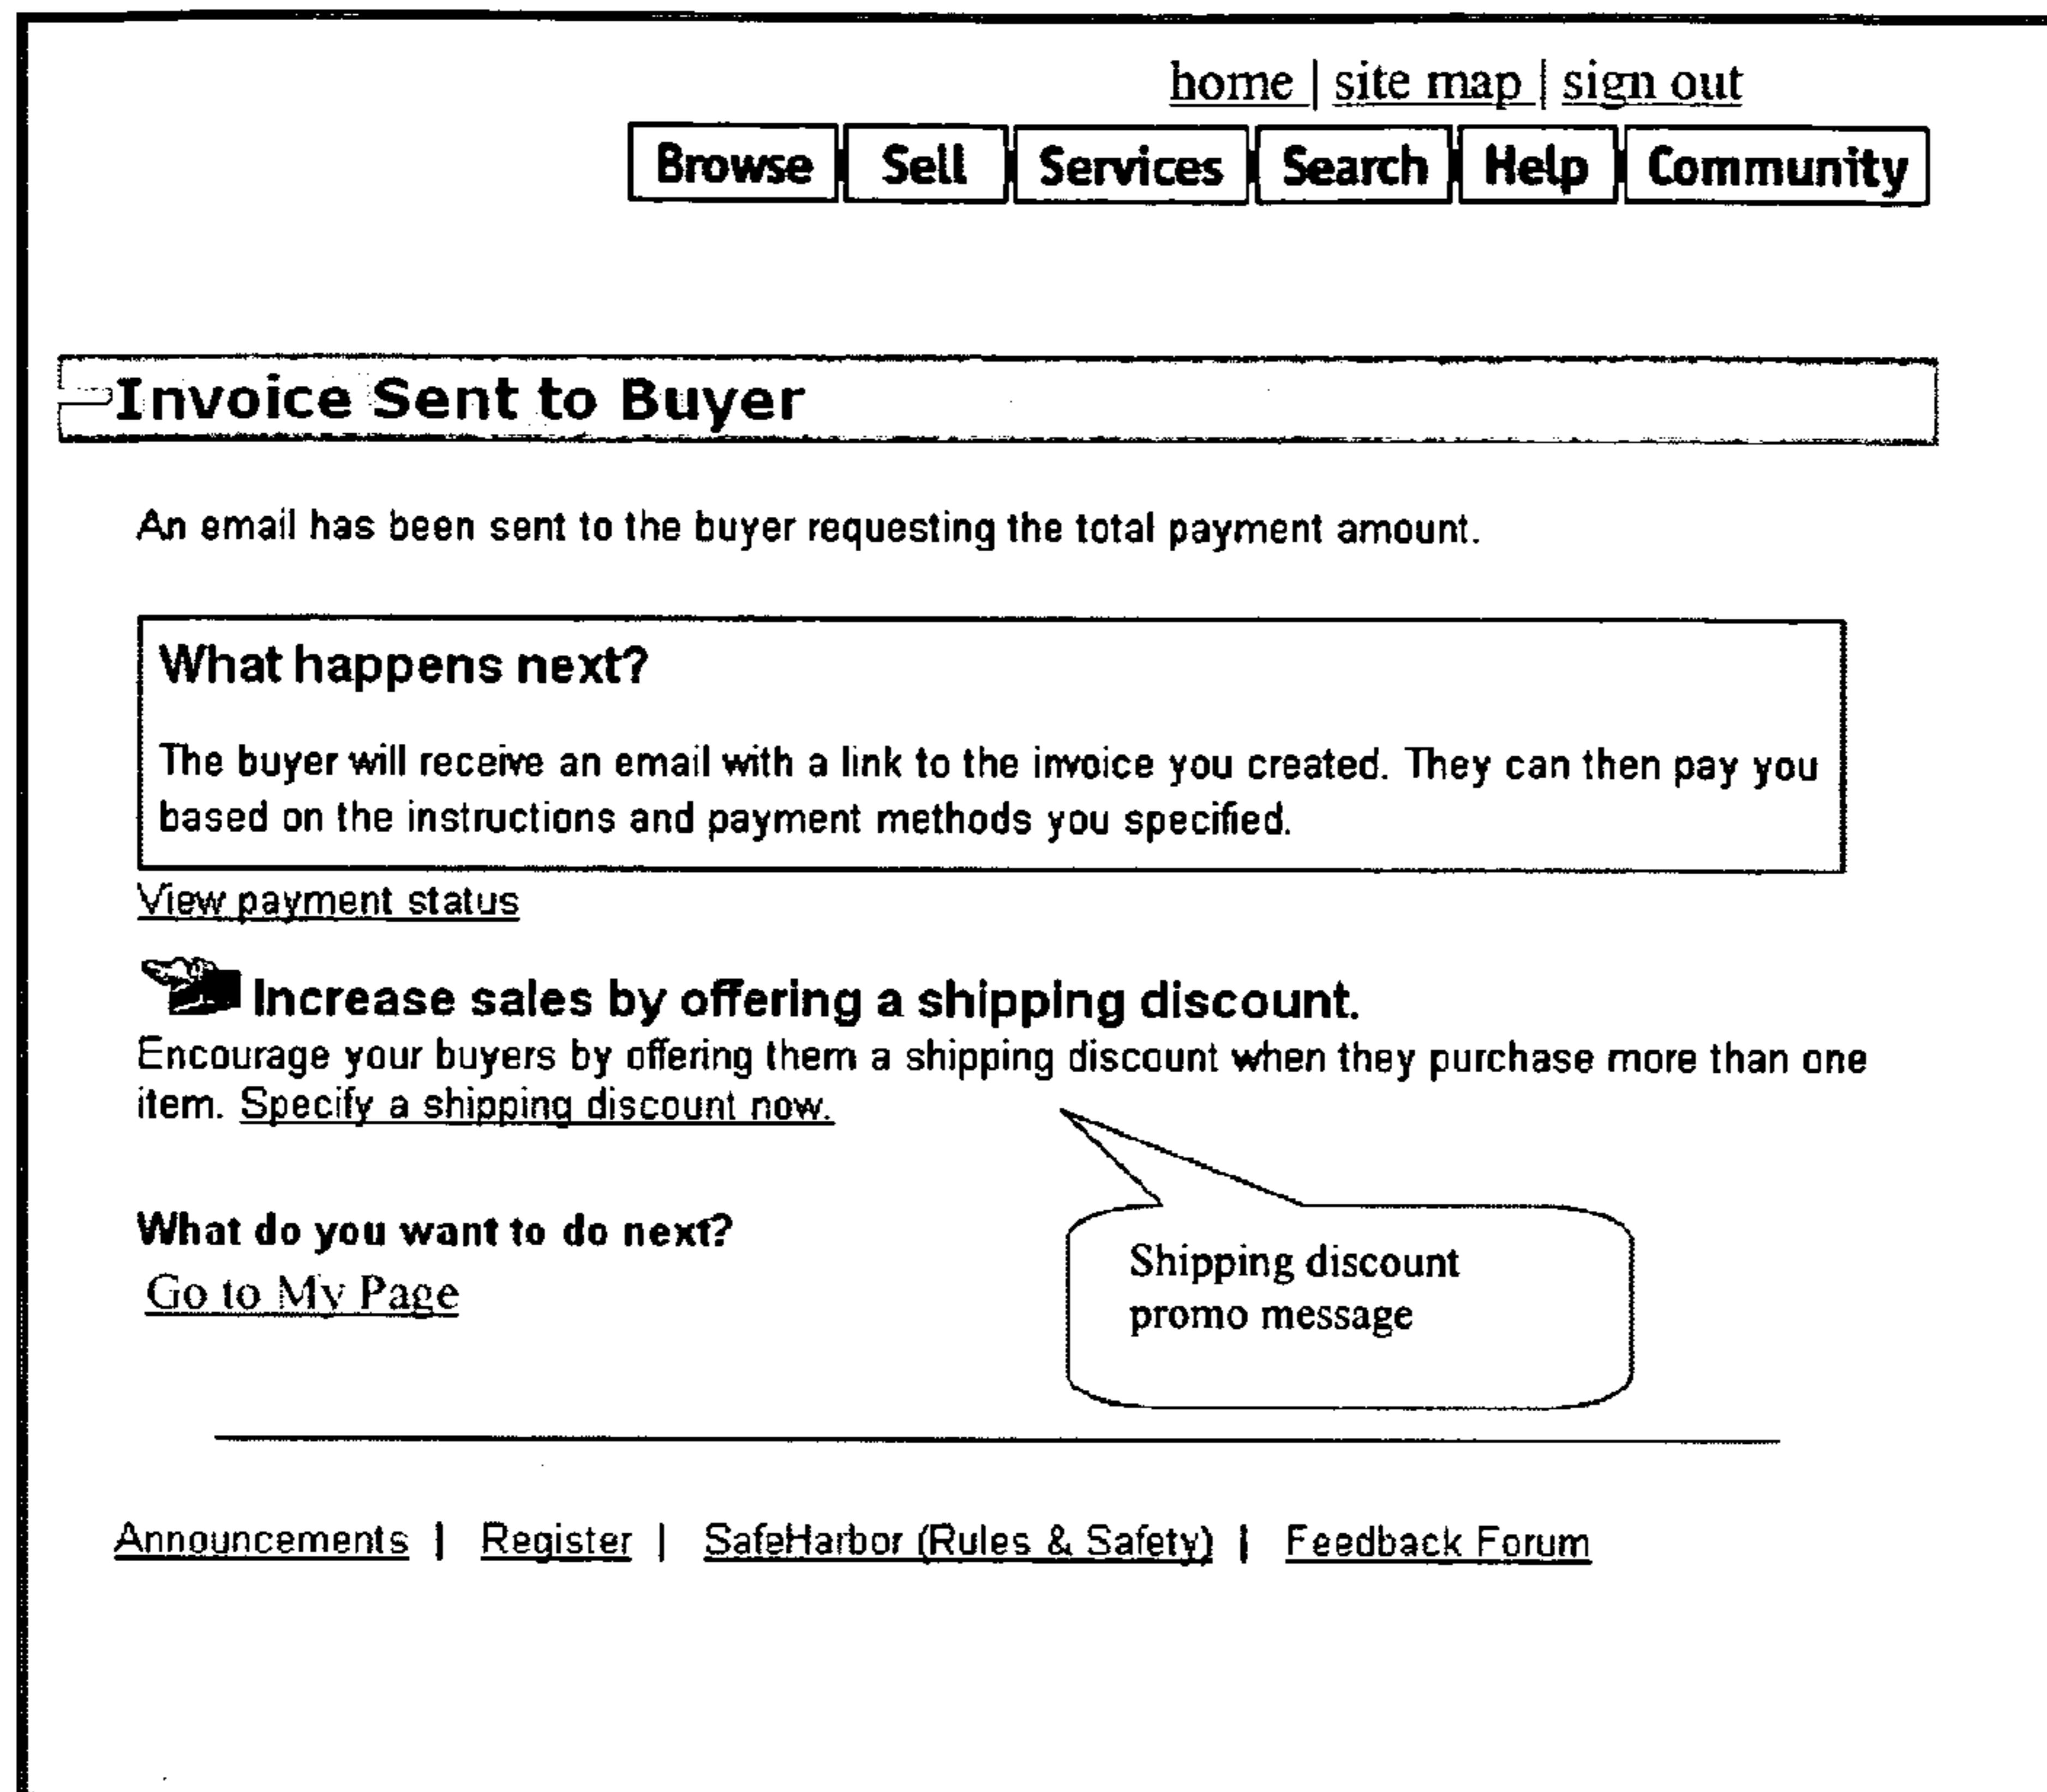 home | site map | sign out
Browse Sell Services Search Help Community
Invoice Sent to Buyer
An email has been sent to the buyer requesting the total payment amount.
What happens next?
The buyer will receive an email with a link to the invoice you created. They can then pay you
based on the instructions and payment methods you specified.
View payment status
Increase sales by offering a shipping discount.
Encourage your buyers by offering them a shipping discount when they purchase more than one
item. Specify a shipping discount now.
What do you want to do next?
Go to My Page
Shipping discount
promo message
Announcements | Register | SafeHarbor (Rules & Safety) | Feedback Forum